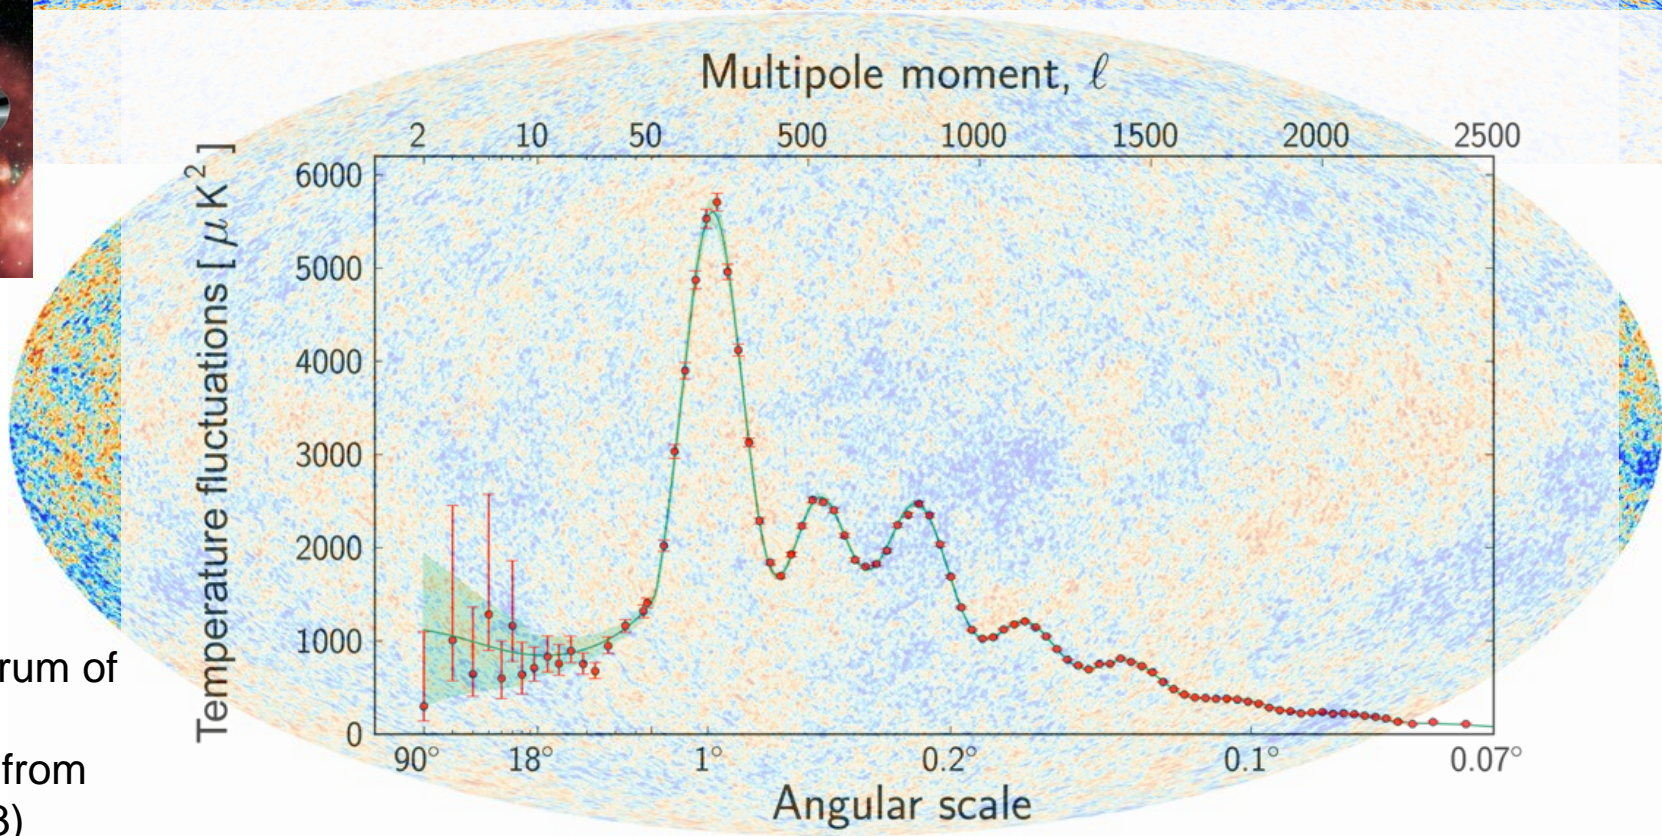 Multipole moment, ℓ
2 10 50 500 1000 1500 2000 2500
Temperature fluctuations [ μ K² ]
6000
5000
4000
3000
2000
1000
0
90° 18° 1° 0.2° 0.1° 0.07°
Angular scale
rum of
from
3)